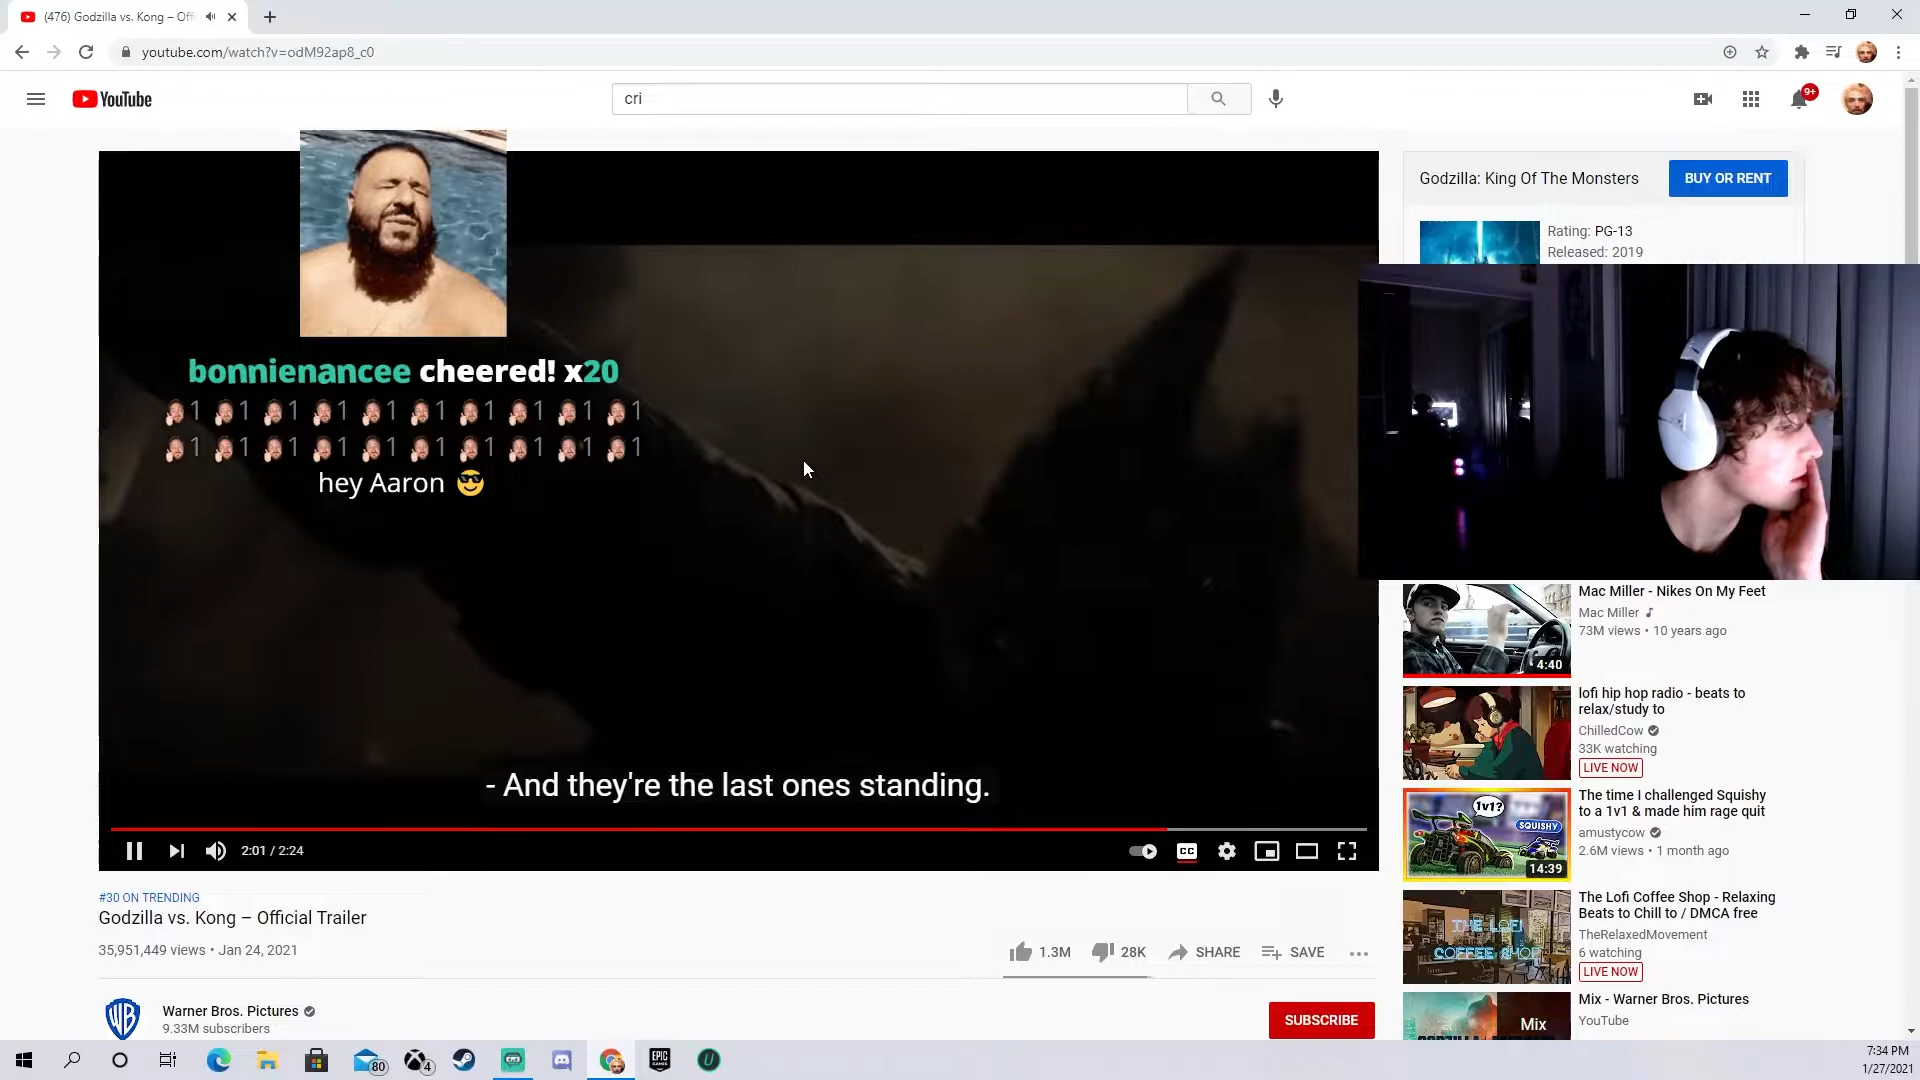 (476) Godzilla vs. Kong – Off
youtube.com/watch?v=odM92ap8_c0
YouTube
cri
9+
Godzilla: King Of The Monsters
BUY OR RENT
Rating: PG-13
Released: 2019
bonnienancee cheered! x20
1 1 1 1 1 1 1 1 1 1
1 1 1 1 1 1 1 1 1 1
hey Aaron 😎
- And they're the last ones standing.
2:01 / 2:24
CC
#30 ON TRENDING
Godzilla vs. Kong – Official Trailer
35,951,449 views • Jan 24, 2021
1.3M
28K
SHARE
SAVE
WB
Warner Bros. Pictures
9.33M subscribers
SUBSCRIBE
Mac Miller - Nikes On My Feet
Mac Miller
73M views • 10 years ago
4:40
lofi hip hop radio - beats to
relax/study to
ChilledCow
33K watching
LIVE NOW
1v1?
SQUISHY
14:39
The time I challenged Squishy
to a 1v1 & made him rage quit
amustycow
2.6M views • 1 month ago
THE LOFI
COFFEE SHOP
The Lofi Coffee Shop - Relaxing
Beats to Chill to / DMCA free
TheRelaxedMovement
6 watching
LIVE NOW
Mix
Mix - Warner Bros. Pictures
YouTube
80
4
EPIC
GAMES
U
7:34 PM
1/27/2021